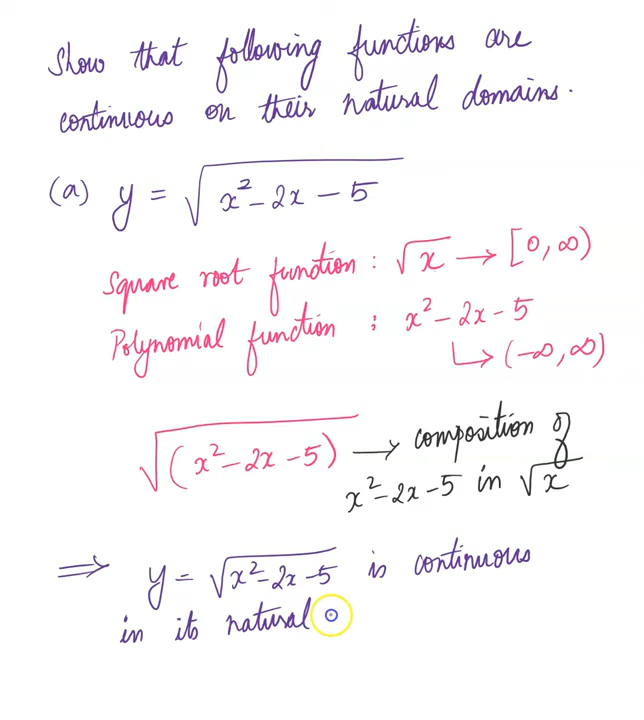 Show that following functions are
continuous on their natural domains.
(a) y = √(x² - 2x - 5)
Square root function : √x → [0, ∞)
Polynomial function : x² - 2x - 5
↳ (-∞, ∞)
√((x² - 2x - 5)) → composition of
x² - 2x - 5 in √x
⇒ y = √(x² - 2x - 5) is continuous
in its natural